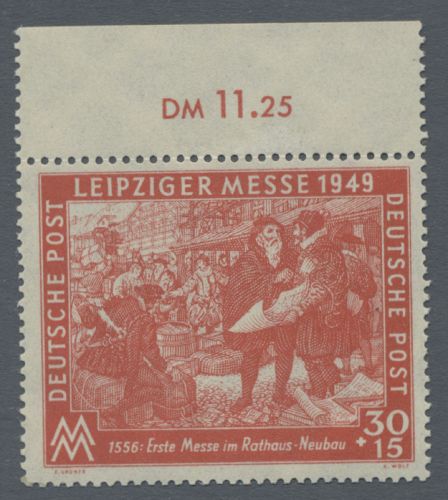 DM 11.25
LEIPZIGER MESSE 1949
DEUTSCHE POST
DEUTSCHE POST
30
+15
MM
1556: Erste Messe im Rathaus-Neubau
K. WOLF